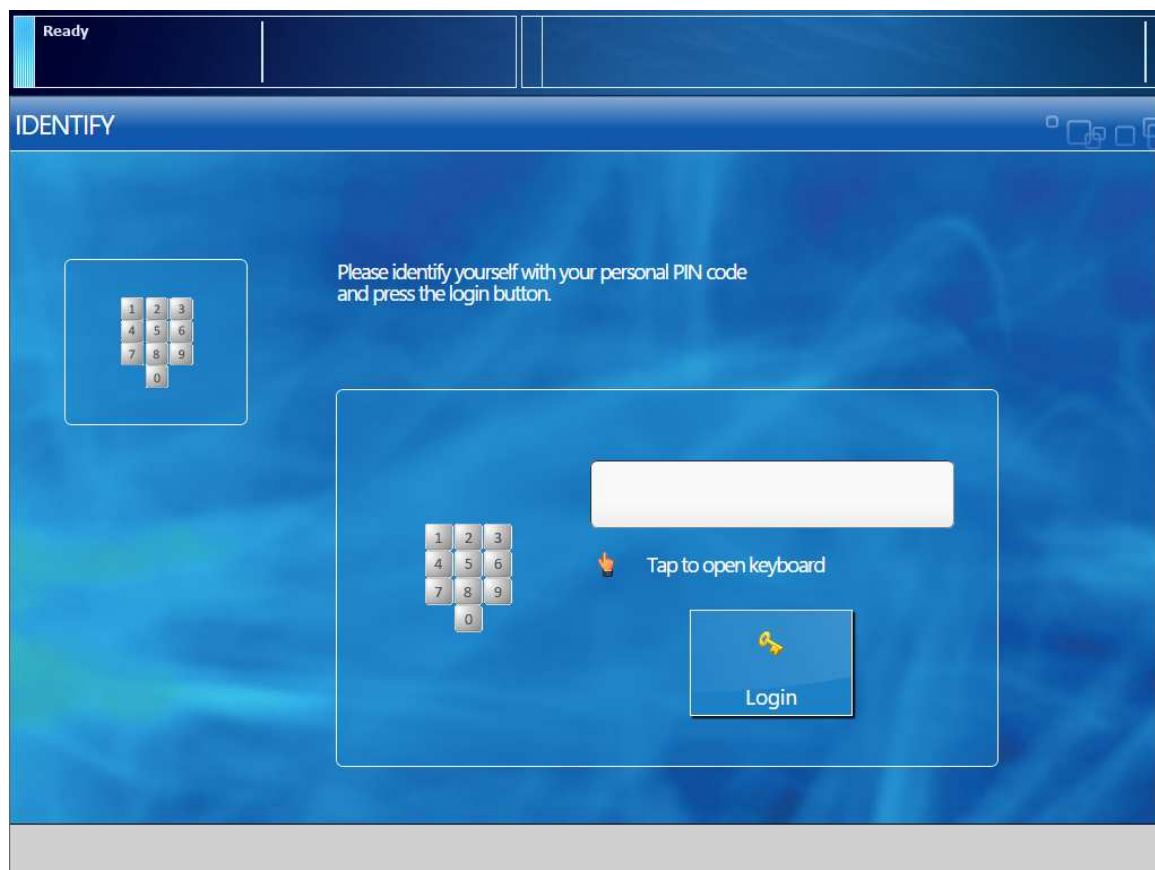 Ready
IDENTIFY
Please identify yourself with your personal PIN code
and press the login button.
1 2 3
4 5 6
7 8 9
0
1 2 3
4 5 6
7 8 9
0
Tap to open keyboard
Login